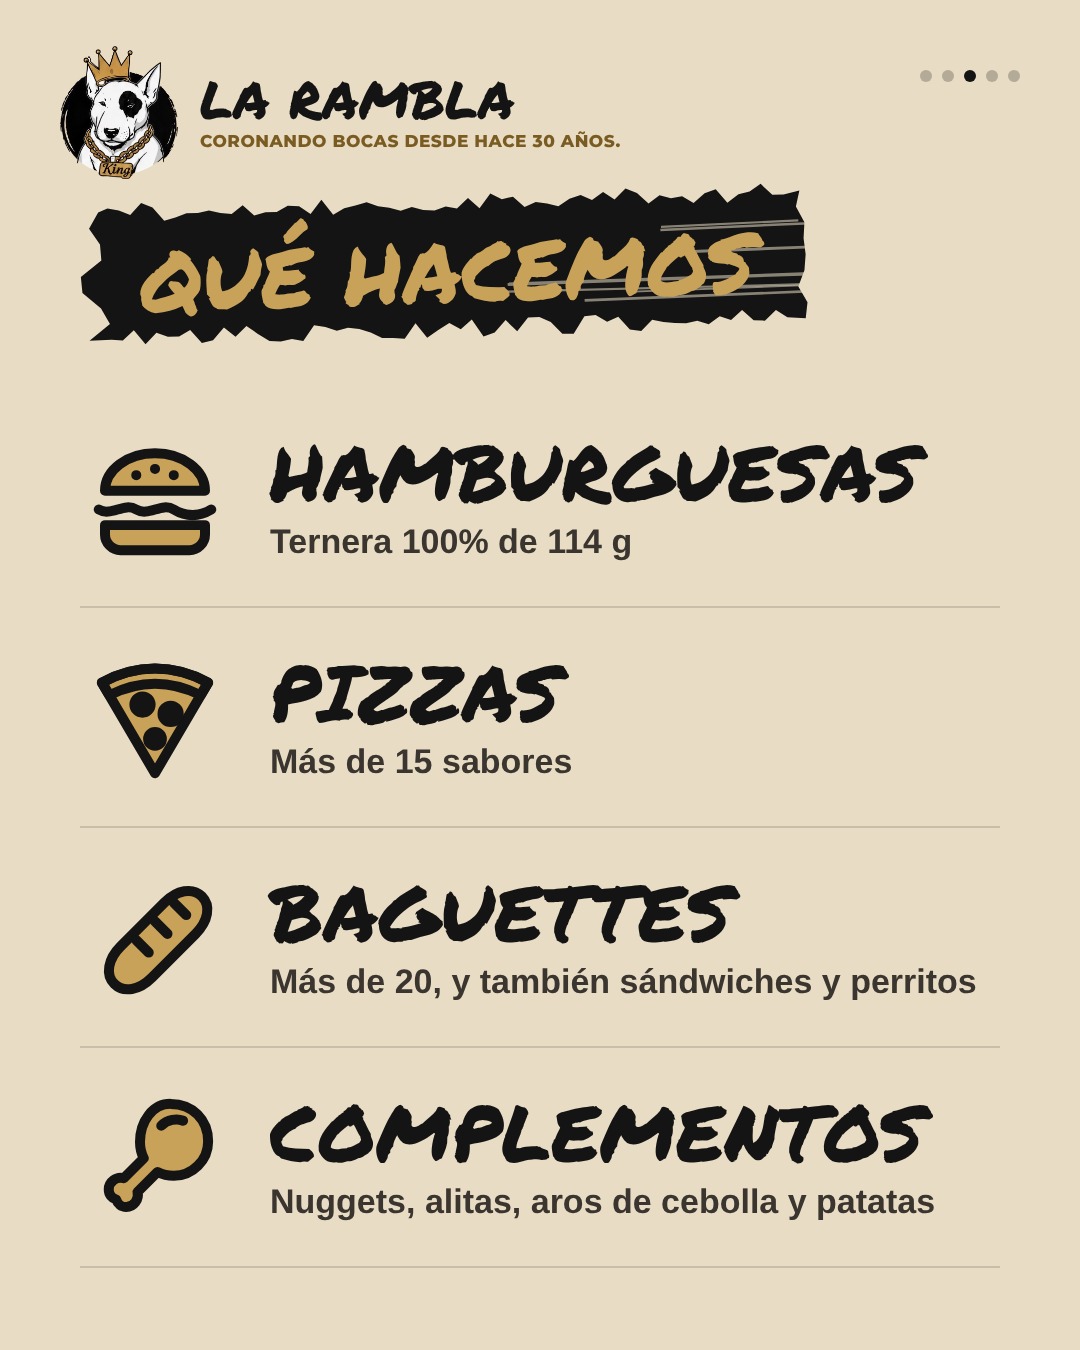 LA RAMBLA
CORONANDO BOCAS DESDE HACE 30 AÑOS.
King
QUÉ HACEMOS
HAMBURGUESAS
Ternera 100% de 114 g
PIZZAS
Más de 15 sabores
BAGUETTES
Más de 20, y también sándwiches y perritos
COMPLEMENTOS
Nuggets, alitas, aros de cebolla y patatas